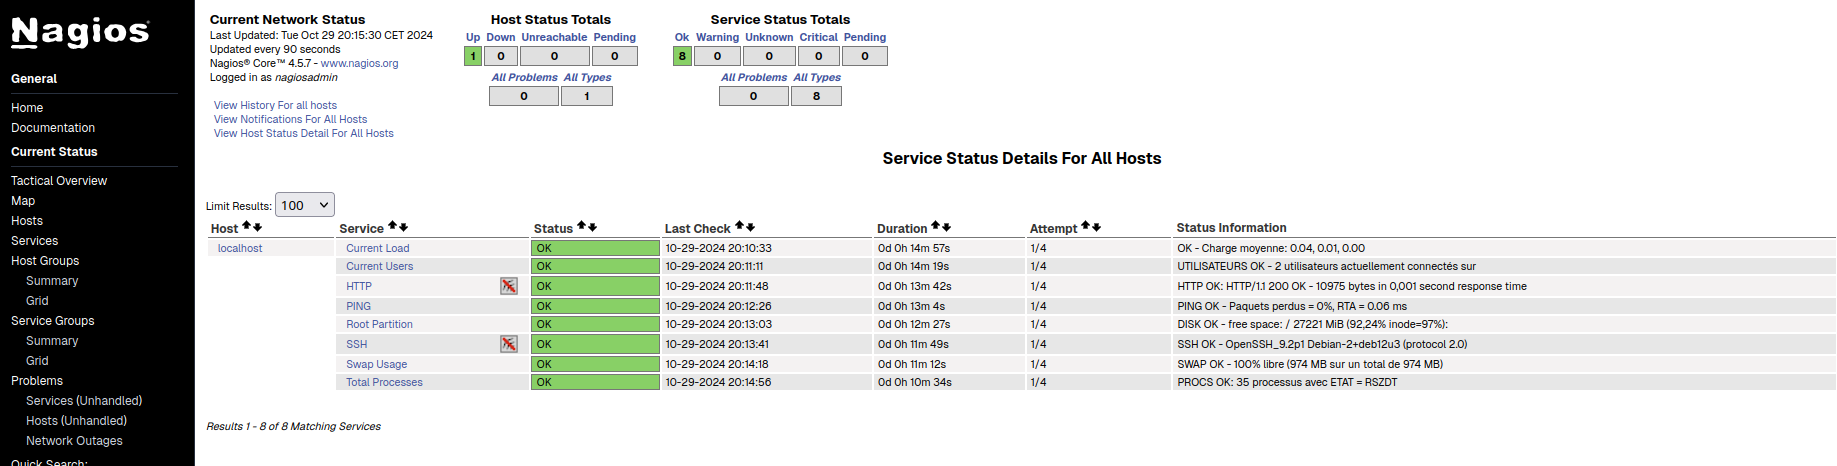 Nagios®
General
Home
Documentation
Current Status
Tactical Overview
Map
Hosts
Services
Host Groups
Summary
Grid
Service Groups
Summary
Grid
Problems
Services (Unhandled)
Hosts (Unhandled)
Network Outages
Quick Search:
Current Network Status
Last Updated: Tue Oct 29 20:15:30 CET 2024
Updated every 90 seconds
Nagios® Core™ 4.5.7 - www.nagios.org
Logged in as nagiosadmin
View History For all hosts
View Notifications For All Hosts
View Host Status Detail For All Hosts
Host Status Totals
Up Down Unreachable Pending
1 0 0 0
All Problems All Types
0 1
Service Status Totals
Ok Warning Unknown Critical Pending
8 0 0 0 0
All Problems All Types
0 8
Service Status Details For All Hosts
Limit Results: 100
Host Service Status Last Check Duration Attempt Status Information
localhost Current Load OK 10-29-2024 20:10:33 0d 0h 14m 57s 1/4 OK - Charge moyenne: 0.04, 0.01, 0.00
Current Users OK 10-29-2024 20:11:11 0d 0h 14m 19s 1/4 UTILISATEURS OK - 2 utilisateurs actuellement connectés sur
HTTP OK 10-29-2024 20:11:48 0d 0h 13m 42s 1/4 HTTP OK: HTTP/1.1 200 OK - 10975 bytes in 0,001 second response time
PING OK 10-29-2024 20:12:26 0d 0h 13m 4s 1/4 PING OK - Paquets perdus = 0%, RTA = 0.06 ms
Root Partition OK 10-29-2024 20:13:03 0d 0h 12m 27s 1/4 DISK OK - free space: / 27221 MiB (92,24% inode=97%):
SSH OK 10-29-2024 20:13:41 0d 0h 11m 49s 1/4 SSH OK - OpenSSH_9.2p1 Debian-2+deb12u3 (protocol 2.0)
Swap Usage OK 10-29-2024 20:14:18 0d 0h 11m 12s 1/4 SWAP OK - 100% libre (974 MB sur un total de 974 MB)
Total Processes OK 10-29-2024 20:14:56 0d 0h 10m 34s 1/4 PROCS OK: 35 processus avec ETAT = RSZDT
Results 1 - 8 of 8 Matching Services